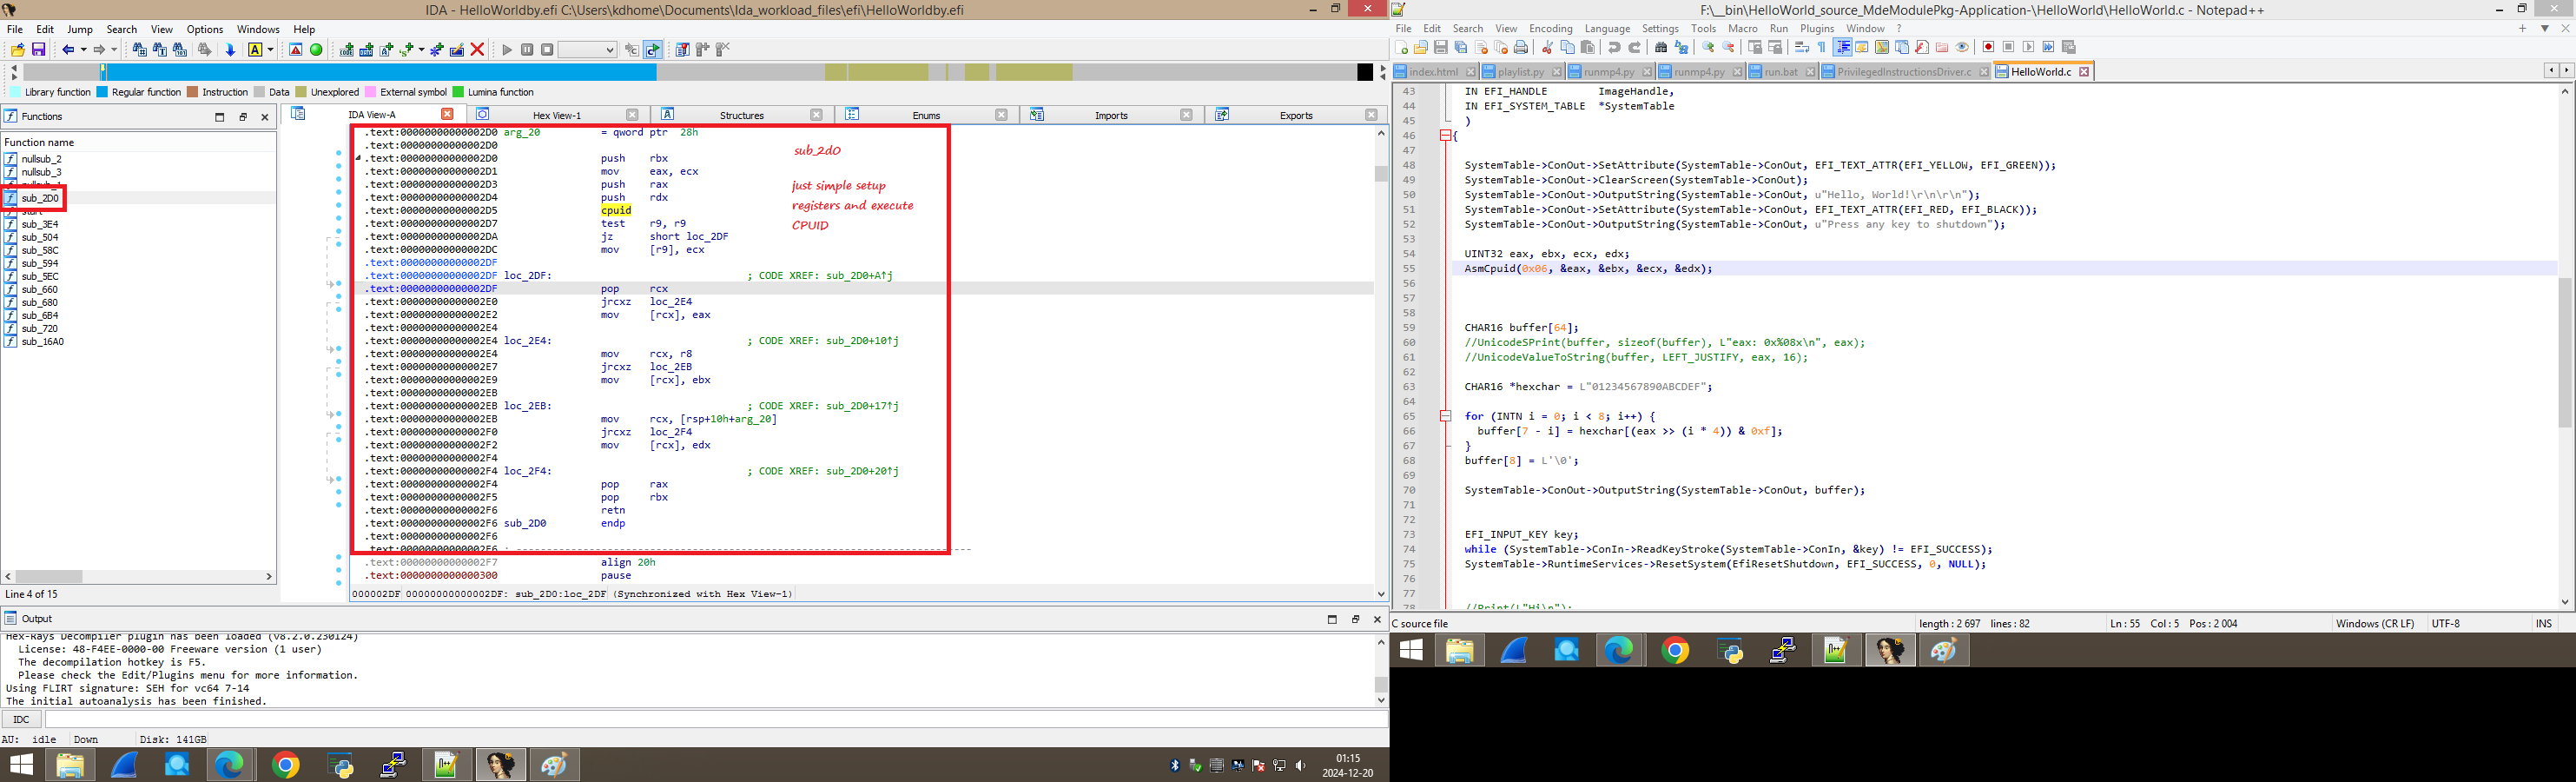 IDA - HelloWorldby.efi C:\Users\kdhome\Documents\Ida_workload_files\efi\HelloWorldby.efi
File Edit Jump Search View Options Windows Help
Library function Regular function Instruction Data Unexplored External symbol Lumina function
Functions
Function name
nullsub_2
nullsub_3
nullsub_1
sub_2D0
start
sub_3E4
sub_504
sub_58C
sub_594
sub_5EC
sub_660
sub_680
sub_6B4
sub_720
sub_16A0
Line 4 of 15
IDA View-A Hex View-1 Structures Enums Imports Exports
.text:00000000000002D0 arg_20 = qword ptr 28h
.text:00000000000002D0
.text:00000000000002D0 push rbx
.text:00000000000002D1 mov eax, ecx
.text:00000000000002D3 push rax
.text:00000000000002D4 push rdx
.text:00000000000002D5 cpuid
.text:00000000000002D7 test r9, r9
.text:00000000000002DA jz short loc_2DF
.text:00000000000002DC mov [r9], ecx
.text:00000000000002DF
.text:00000000000002DF loc_2DF: ; CODE XREF: sub_2D0+A↑j
.text:00000000000002DF pop rcx
.text:00000000000002E0 jrcxz loc_2E4
.text:00000000000002E2 mov [rcx], eax
.text:00000000000002E4
.text:00000000000002E4 loc_2E4: ; CODE XREF: sub_2D0+10↑j
.text:00000000000002E4 mov rcx, r8
.text:00000000000002E7 jrcxz loc_2EB
.text:00000000000002E9 mov [rcx], ebx
.text:00000000000002EB
.text:00000000000002EB loc_2EB: ; CODE XREF: sub_2D0+17↑j
.text:00000000000002EB mov rcx, [rsp+10h+arg_20]
.text:00000000000002F0 jrcxz loc_2F4
.text:00000000000002F2 mov [rcx], edx
.text:00000000000002F4
.text:00000000000002F4 loc_2F4: ; CODE XREF: sub_2D0+20↑j
.text:00000000000002F4 pop rax
.text:00000000000002F5 pop rbx
.text:00000000000002F6 retn
.text:00000000000002F6 sub_2D0 endp
.text:00000000000002F6
.text:00000000000002F6 ; ---------------------------------------------------------------------------
.text:00000000000002F7 align 20h
.text:0000000000000300 pause
sub_2d0
just simple setup
registers and execute
CPUID
000002DF 00000000000002DF: sub_2D0:loc_2DF (Synchronized with Hex View-1)
Output
Hex-Rays Decompiler plugin has been loaded (v8.2.0.230124)
License: 48-F4EE-0000-00 Freeware version (1 user)
The decompilation hotkey is F5.
Please check the Edit/Plugins menu for more information.
Using FLIRT signature: SEH for vc64 7-14
The initial autoanalysis has been finished.
IDC
AU: idle Down Disk: 141GB
01:15
2024-12-20
F:\__bin\HelloWorld_source_MdeModulePkg-Application-\HelloWorld\HelloWorld.c - Notepad++
File Edit Search View Encoding Language Settings Tools Macro Run Plugins Window ?
index.html playlist.py runmp4.py runmp4.py run.bat PrivilegedInstructionsDriver.c HelloWorld.c
43 IN EFI_HANDLE ImageHandle,
44 IN EFI_SYSTEM_TABLE *SystemTable
45 )
46 {
47
48 SystemTable->ConOut->SetAttribute(SystemTable->ConOut, EFI_TEXT_ATTR(EFI_YELLOW, EFI_GREEN));
49 SystemTable->ConOut->ClearScreen(SystemTable->ConOut);
50 SystemTable->ConOut->OutputString(SystemTable->ConOut, u"Hello, World!\r\n\r\n");
51 SystemTable->ConOut->SetAttribute(SystemTable->ConOut, EFI_TEXT_ATTR(EFI_RED, EFI_BLACK));
52 SystemTable->ConOut->OutputString(SystemTable->ConOut, u"Press any key to shutdown");
53
54 UINT32 eax, ebx, ecx, edx;
55 AsmCpuid(0x06, &eax, &ebx, &ecx, &edx);
56
57
58
59 CHAR16 buffer[64];
60 //UnicodeSPrint(buffer, sizeof(buffer), L"eax: 0x%08x\n", eax);
61 //UnicodeValueToString(buffer, LEFT_JUSTIFY, eax, 16);
62
63 CHAR16 *hexchar = L"01234567890ABCDEF";
64
65 for (INTN i = 0; i < 8; i++) {
66 buffer[7 - i] = hexchar[(eax >> (i * 4)) & 0xf];
67 }
68 buffer[8] = L'\0';
69
70 SystemTable->ConOut->OutputString(SystemTable->ConOut, buffer);
71
72
73 EFI_INPUT_KEY key;
74 while (SystemTable->ConIn->ReadKeyStroke(SystemTable->ConIn, &key) != EFI_SUCCESS);
75 SystemTable->RuntimeServices->ResetSystem(EfiResetShutdown, EFI_SUCCESS, 0, NULL);
76
77
78 //Print(L"Hi\n");
C source file length : 2 697 lines : 82 Ln : 55 Col : 5 Pos : 2 004 Windows (CR LF) UTF-8 INS